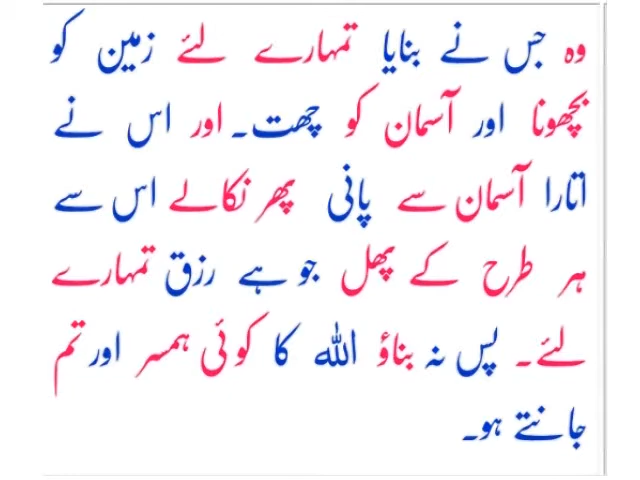 وہ جس نے بنایا تمہارے لئے زمین کو
بچھونا اور آسمان کو چھت۔ اور اس نے
اتارا آسمان سے پانی پھر نکالے اس سے
ہر طرح کے پھل جو ہے رزق تمہارے
لئے۔ پس نہ بناؤ اللہ کا کوئی ہمسر اور تم
جانتے ہو۔